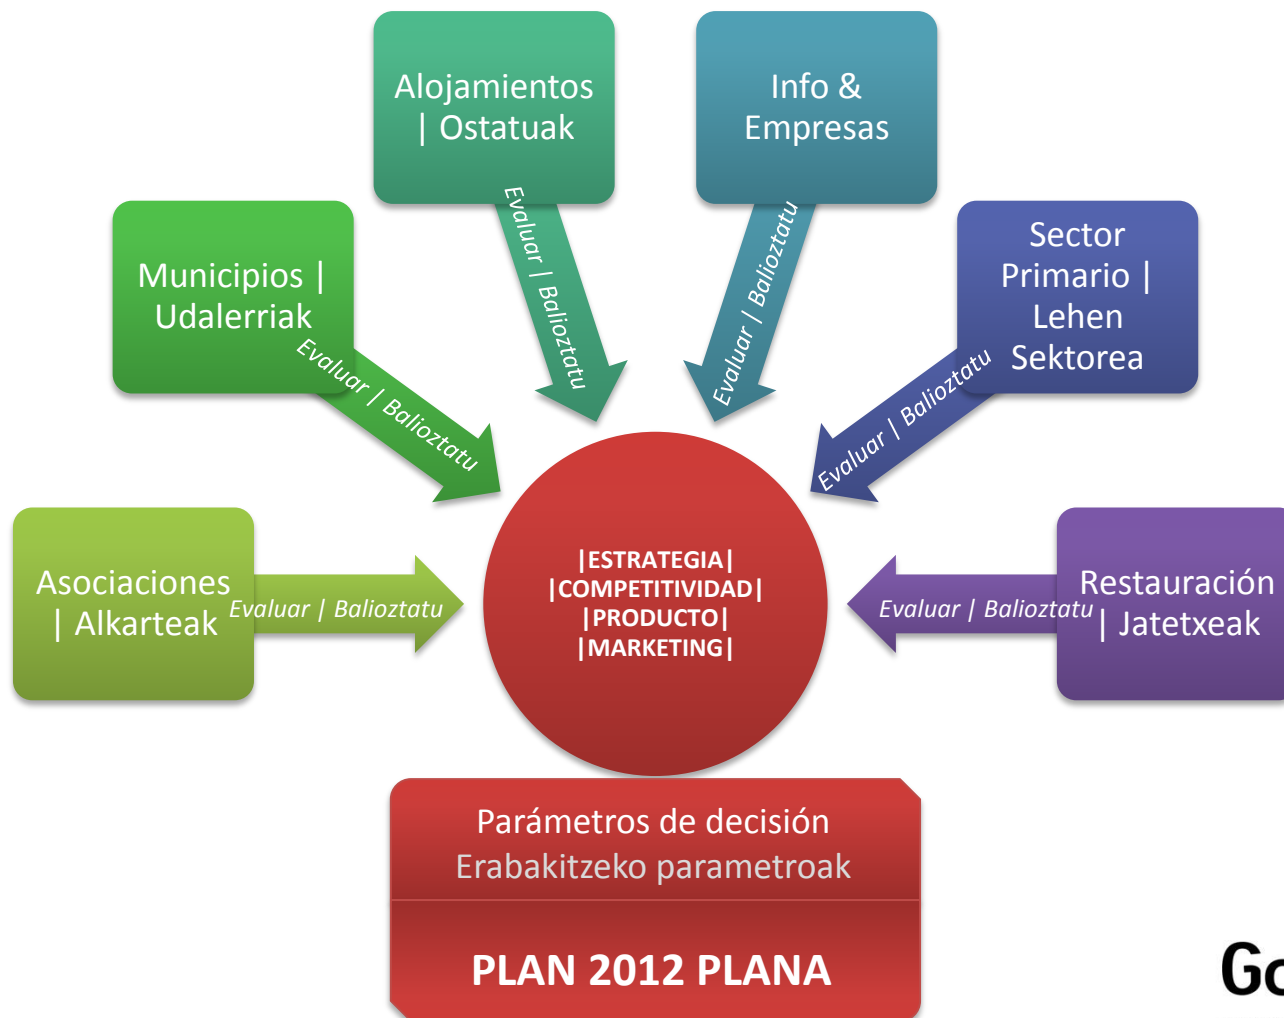 Alojamientos
| Ostatuak
Info &
Empresas
Municipios |
Udalerriak
Sector
Primario |
Lehen
Sektorea
Asociaciones
| Alkarteak
Restauración
| Jatetxeak
Evaluar | Balioztatu
Evaluar | Balioztatu
Evaluar | Balioztatu
Evaluar | Balioztatu
Evaluar | Balioztatu
Evaluar | Balioztatu
|ESTRATEGIA|
|COMPETITIVIDAD|
|PRODUCTO|
|MARKETING|
Parámetros de decisión
Erabakitzeko parametroak
PLAN 2012 PLANA